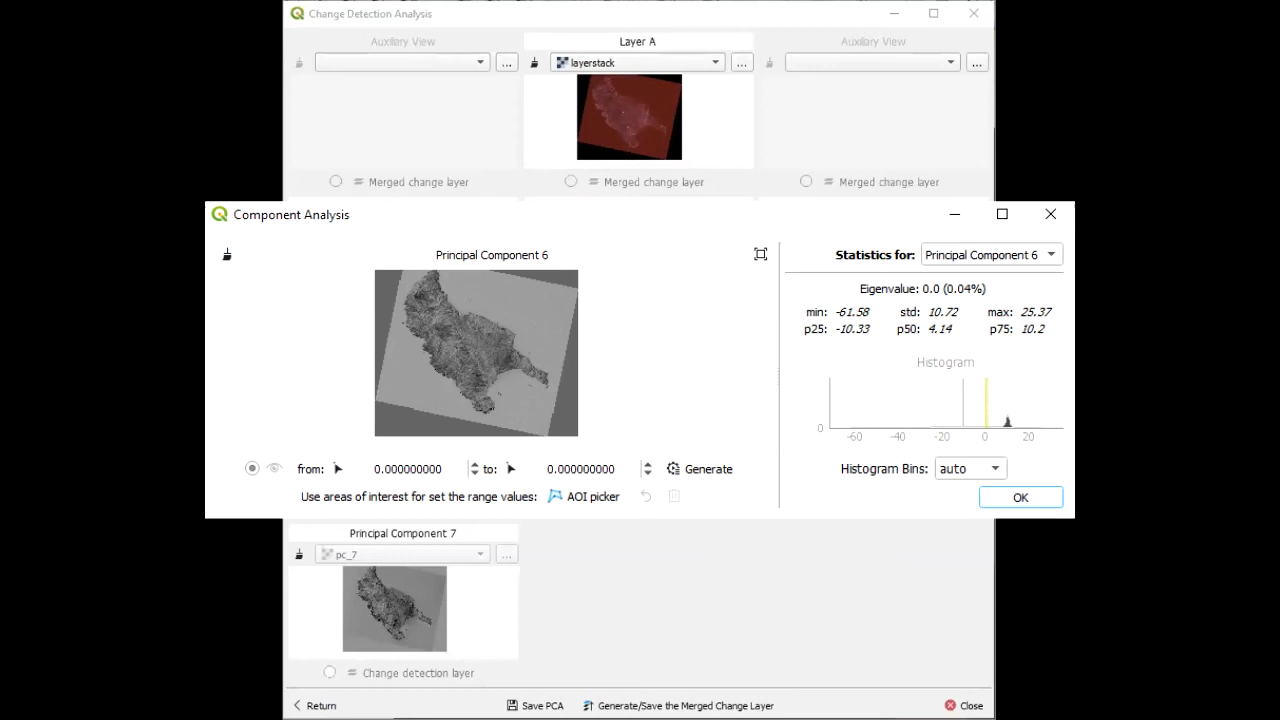 Change Detection Analysis
Auxiliary View
Layer A
Auxiliary View
...
layerstack
...
...
Merged change layer
Merged change layer
Merged change layer
Component Analysis
Principal Component 6
Statistics for: Principal Component 6
Eigenvalue: 0.0 (0.04%)
min: -61.58 std: 10.72 max: 25.37
p25: -10.33 p50: 4.14 p75: 10.2
Histogram
0
-60 -40 -20 0 20
from: 0.000000000 to: 0.000000000 Generate
Histogram Bins: auto
Use areas of interest for set the range values: AOI picker
OK
Principal Component 7
pc_7 ...
Change detection layer
Return Save PCA Generate/Save the Merged Change Layer Close